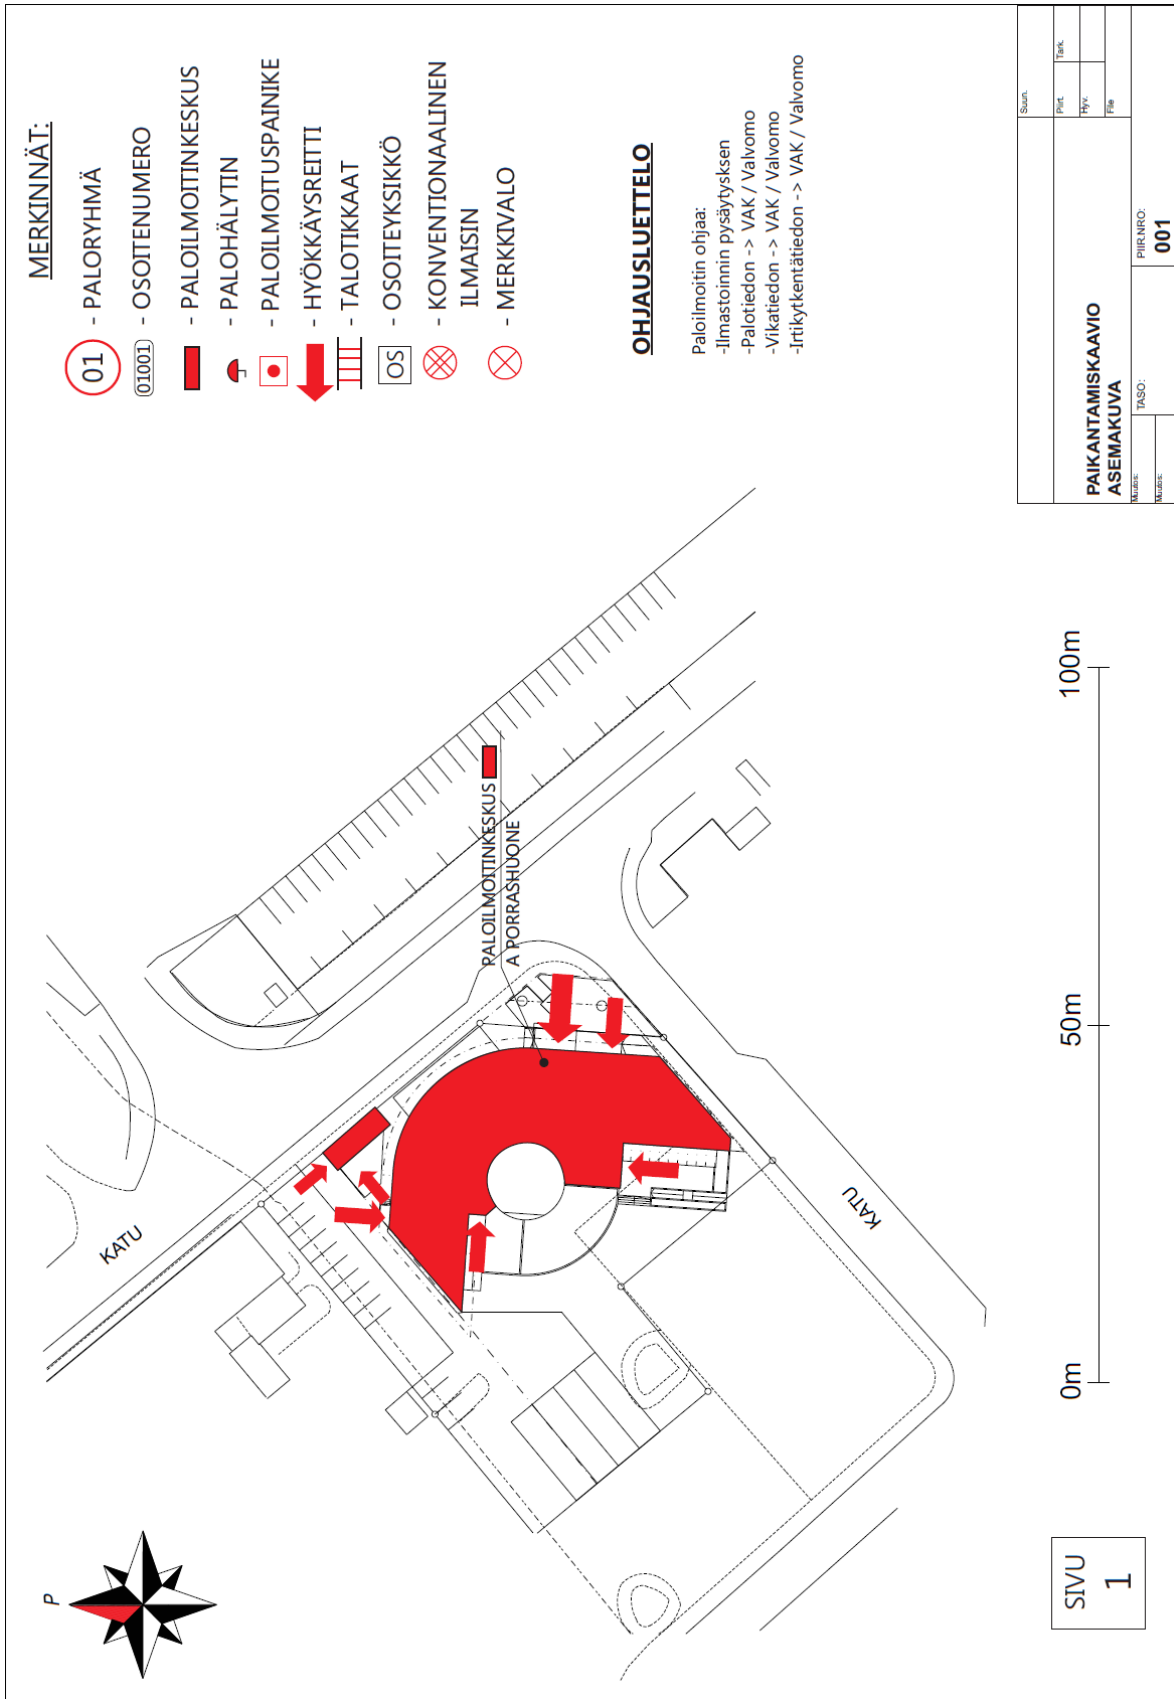 MERKINNÄT:
01 - PALORYHMÄ
01001 - OSOITENUMERO
- PALOILMOITINKESKUS
- PALOHÄLYTIN
- PALOILMOITUSPAINIKE
- HYÖKKÄYSREITTI
- TALOTIKKAAT
OS - OSOITEYKSIKKÖ
- KONVENTIONAALINEN
ILMAISIN
- MERKKIVALO
OHJAUSLUETTELO
Paloilmoitin ohjaa:
-Ilmastoinnin pysäytyksen
-Palotiedon -> VAK / Valvomo
-Vikatiedon -> VAK / Valvomo
-Irtikytkentätiedon -> VAK / Valvomo
P
KATU
PALOILMOITINKESKUS
A PORRASHUONE
KATU
0m
50m
100m
SIVU
1
Suun.
Piirt.
Tark.
Hyv.
File
PAIKANTAMISKAAVIO
ASEMAKUVA
Muutos:
Muutos:
TASO:
PIIR.NRO:
001